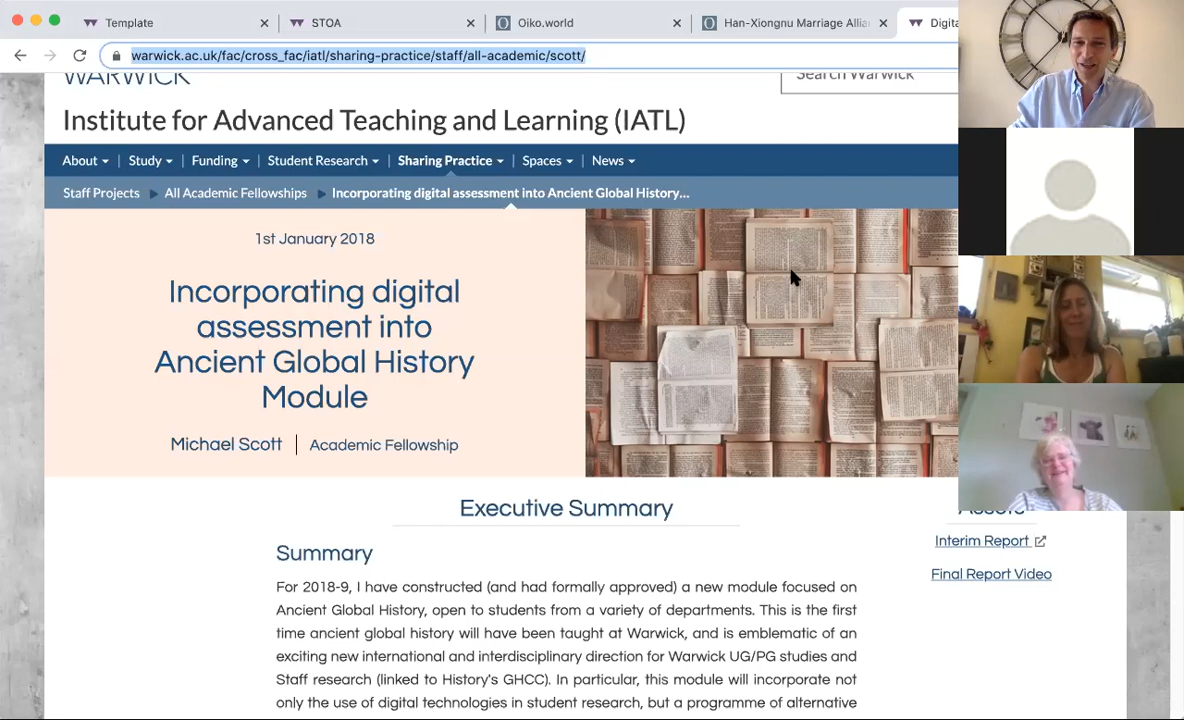 Template
STOA
Oiko.world
Han-Xiongnu Marriage Allia
Digita
warwick.ac.uk/fac/cross_fac/iatl/sharing-practice/staff/all-academic/scott/
WARWICK
Search Warwick
Institute for Advanced Teaching and Learning (IATL)
About | Study | Funding | Student Research | Sharing Practice | Spaces | News
Staff Projects All Academic Fellowships Incorporating digital assessment into Ancient Global History...
1st January 2018
Incorporating digital
assessment into
Ancient Global History
Module
Michael Scott | Academic Fellowship
Executive Summary
Assets
Interim Report
Final Report Video
Summary
For 2018-9, I have constructed (and had formally approved) a new module focused on
Ancient Global History, open to students from a variety of departments. This is the first
time ancient global history will have been taught at Warwick, and is emblematic of an
exciting new international and interdisciplinary direction for Warwick UG/PG studies and
Staff research (linked to History's GHCC). In particular, this module will incorporate not
only the use of digital technologies in student research, but a programme of alternative